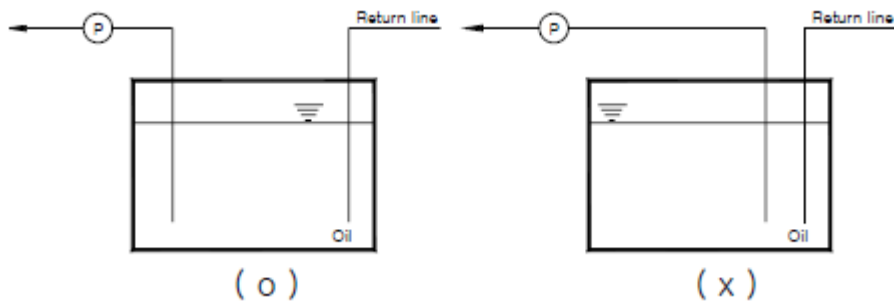 P Return line
P Return line
Oil
Oil
( o )
( x )